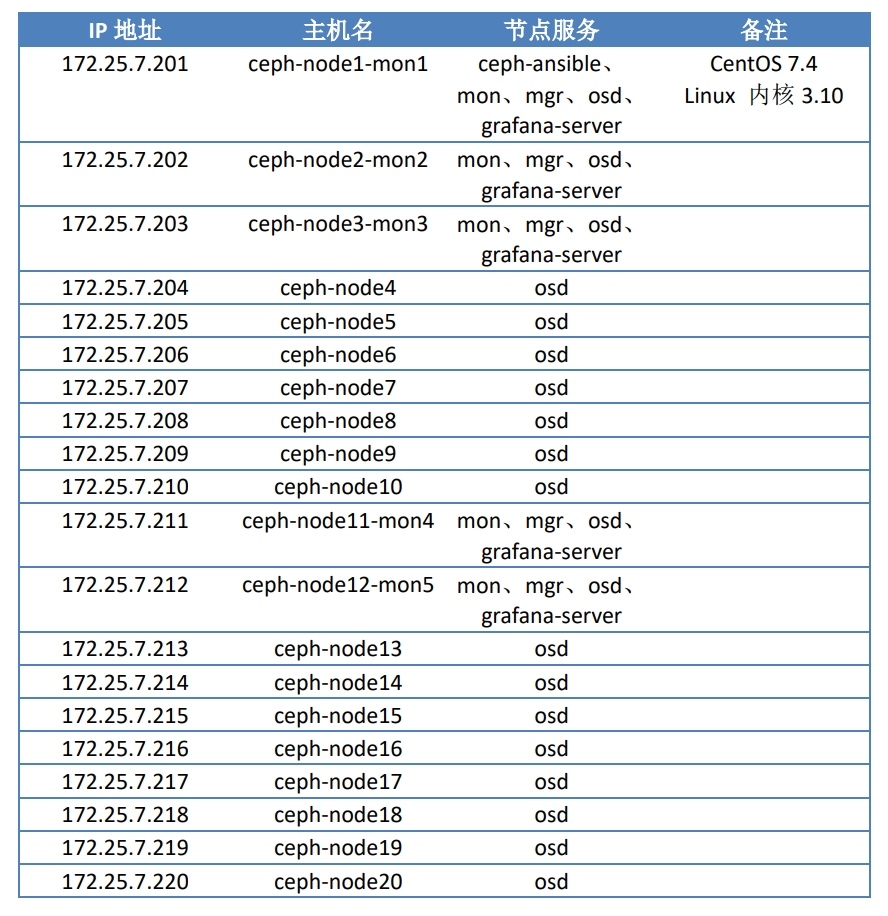 IP 地址 主机名 节点服务 备注
172.25.7.201 ceph-node1-mon1 ceph-ansible、 CentOS 7.4
mon、mgr、osd、 Linux 内核 3.10
grafana-server
172.25.7.202 ceph-node2-mon2 mon、mgr、osd、
grafana-server
172.25.7.203 ceph-node3-mon3 mon、mgr、osd、
grafana-server
172.25.7.204 ceph-node4 osd
172.25.7.205 ceph-node5 osd
172.25.7.206 ceph-node6 osd
172.25.7.207 ceph-node7 osd
172.25.7.208 ceph-node8 osd
172.25.7.209 ceph-node9 osd
172.25.7.210 ceph-node10 osd
172.25.7.211 ceph-node11-mon4 mon、mgr、osd、
grafana-server
172.25.7.212 ceph-node12-mon5 mon、mgr、osd、
grafana-server
172.25.7.213 ceph-node13 osd
172.25.7.214 ceph-node14 osd
172.25.7.215 ceph-node15 osd
172.25.7.216 ceph-node16 osd
172.25.7.217 ceph-node17 osd
172.25.7.218 ceph-node18 osd
172.25.7.219 ceph-node19 osd
172.25.7.220 ceph-node20 osd